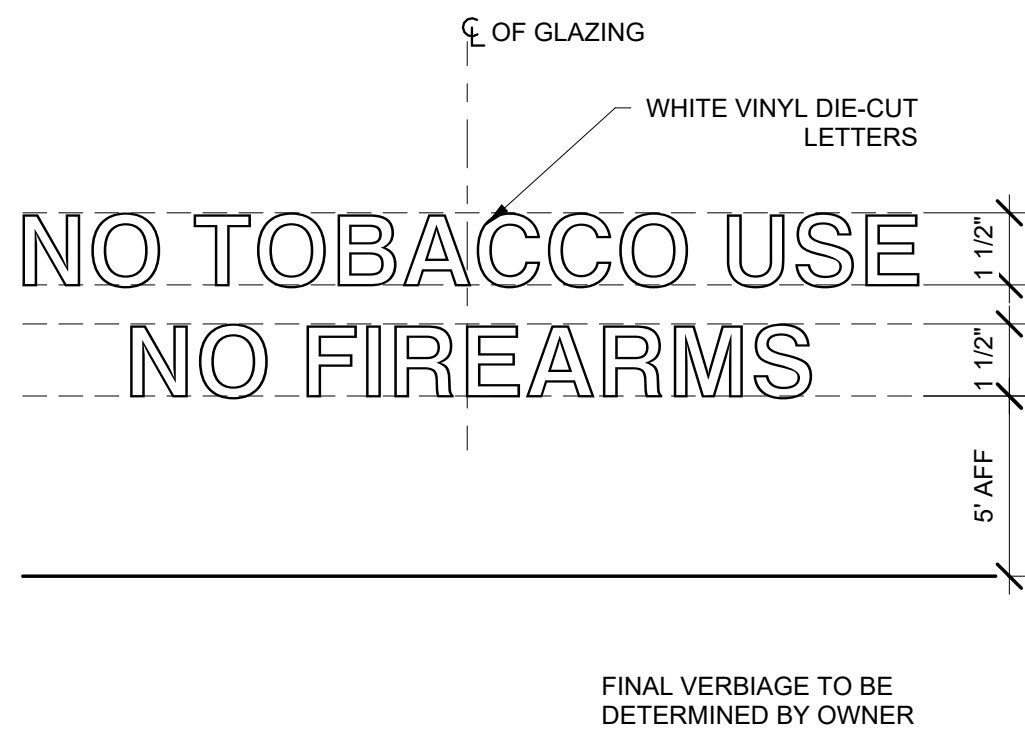 ℄ OF GLAZING
WHITE VINYL DIE-CUT
LETTERS
NO TOBACCO USE
1 1/2"
NO FIREARMS
1 1/2"
5' AFF
FINAL VERBIAGE TO BE
DETERMINED BY OWNER